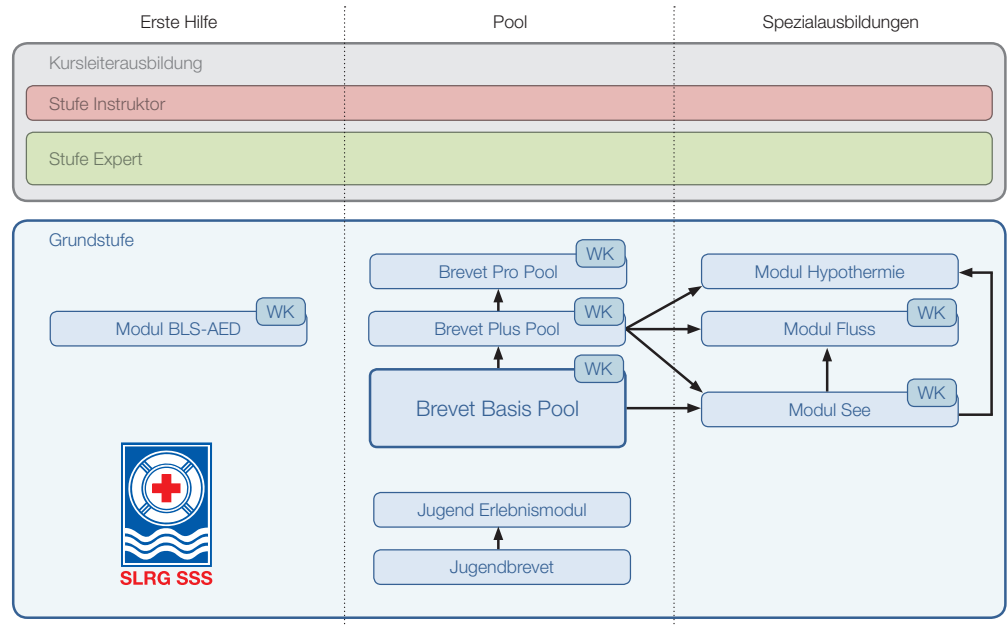 Erste Hilfe
Pool
Spezialausbildungen
Kursleiterausbildung
Stufe Instruktor
Stufe Expert
Grundstufe
WK
Brevet Pro Pool
Modul Hypothermie
WK
Modul BLS-AED
WK
Brevet Plus Pool
WK
Modul Fluss
WK
Brevet Basis Pool
WK
Modul See
Jugend Erlebnismodul
Jugendbrevet
SLRG SSS